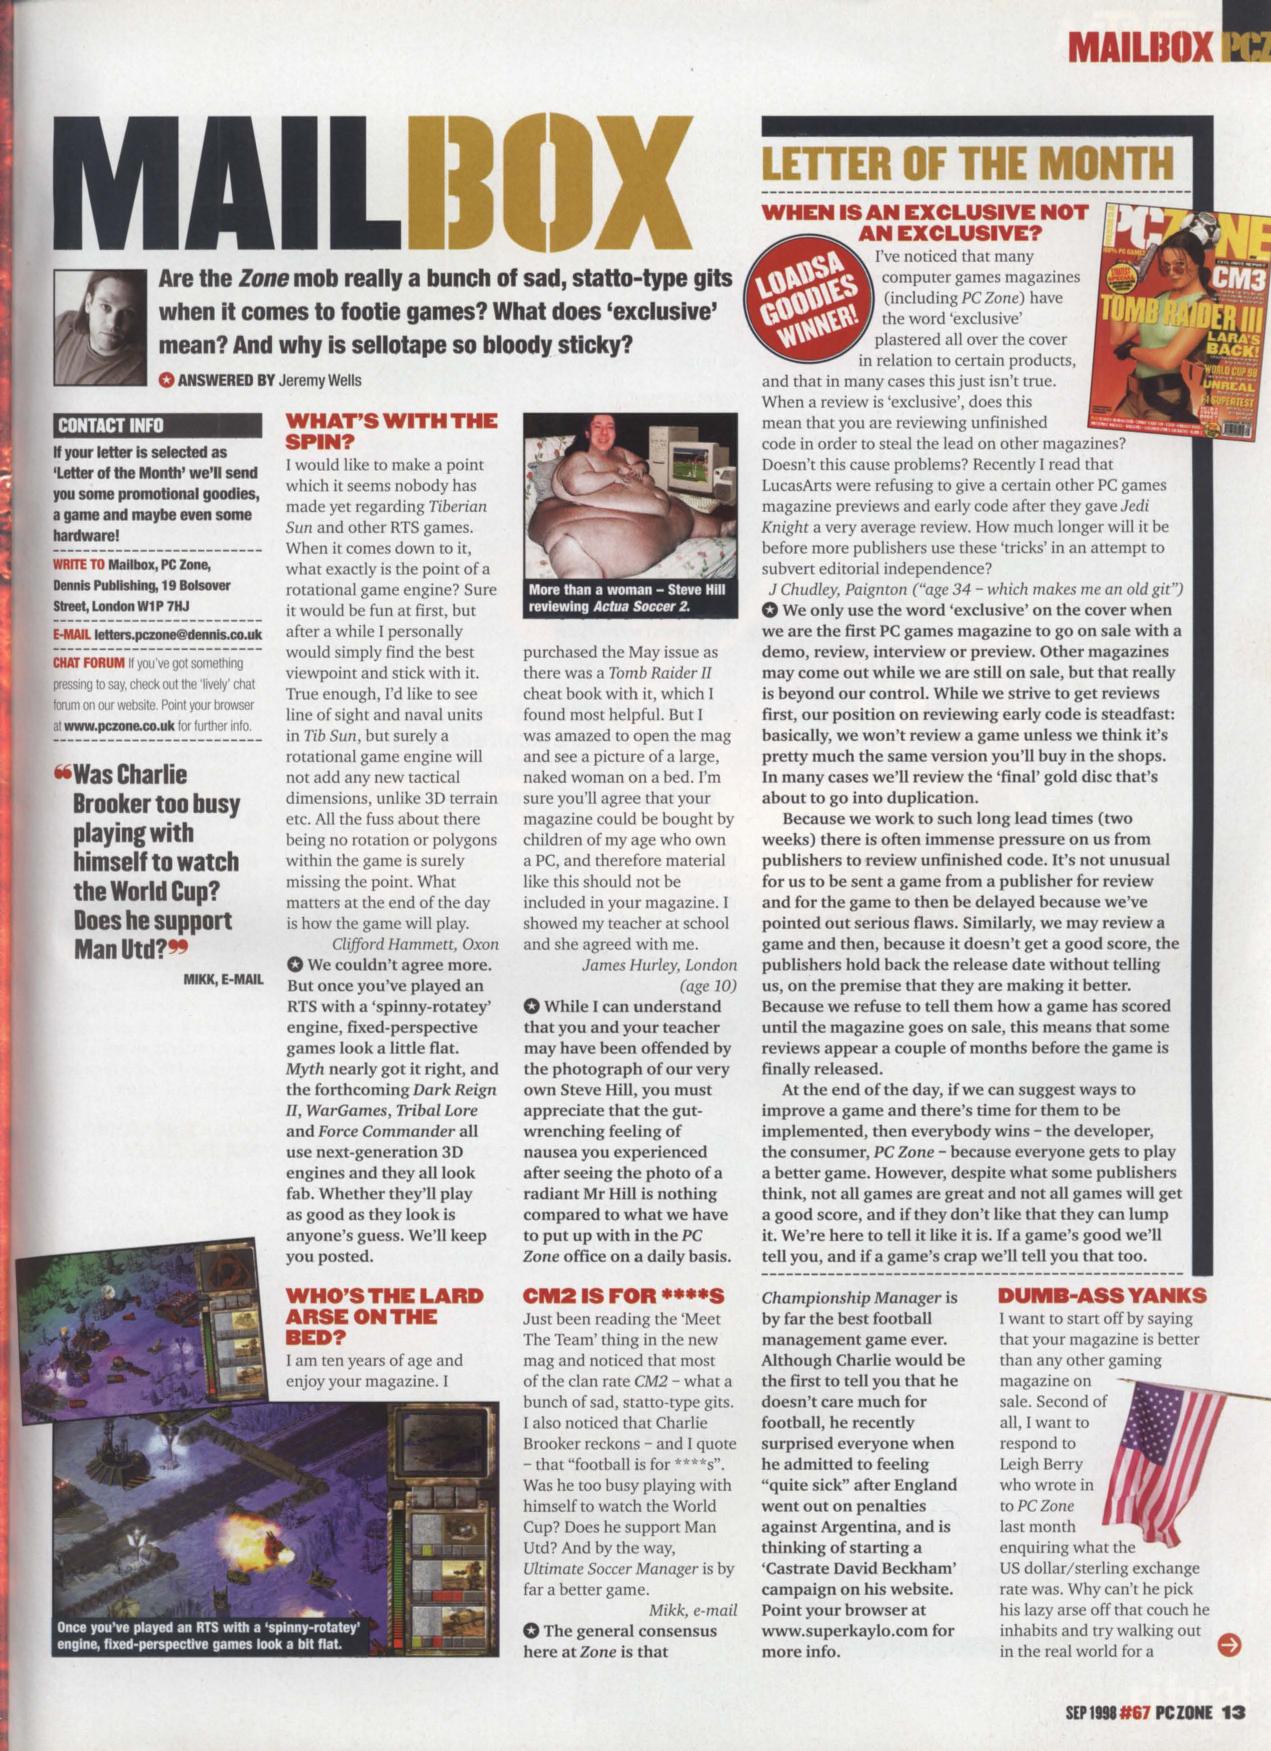 MAILBOX PCZ
MAILBOX
Are the Zone mob really a bunch of sad, statto-type gits
when it comes to footie games? What does ‘exclusive’
mean? And why is sellotape so bloody sticky?
ANSWERED BY Jeremy Wells
CONTACT INFO
If your letter is selected as
‘Letter of the Month’ we’ll send
you some promotional goodies,
a game and maybe even some
hardware!
WRITE TO Mailbox, PC Zone,
Dennis Publishing, 19 Bolsover
Street, London W1P 7HJ
E-MAIL letters.pczone@dennis.co.uk
CHAT FORUM If you’ve got something
pressing to say, check out the ‘lively’ chat
forum on our website. Point your browser
at www.pczone.co.uk for further info.
“Was Charlie
Brooker too busy
playing with
himself to watch
the World Cup?
Does he support
Man Utd?”
MIKK, E-MAIL
WHAT’S WITH THE
SPIN?
I would like to make a point
which it seems nobody has
made yet regarding Tiberian
Sun and other RTS games.
When it comes down to it,
what exactly is the point of a
rotational game engine? Sure
it would be fun at first, but
after a while I personally
would simply find the best
viewpoint and stick with it.
True enough, I’d like to see
line of sight and naval units
in Tib Sun, but surely a
rotational game engine will
not add any new tactical
dimensions, unlike 3D terrain
etc. All the fuss about there
being no rotation or polygons
within the game is surely
missing the point. What
matters at the end of the day
is how the game will play.
Clifford Hammett, Oxon
We couldn’t agree more.
But once you’ve played an
RTS with a ‘spinny-rotatey’
engine, fixed-perspective
games look a little flat.
Myth nearly got it right, and
the forthcoming Dark Reign
II, WarGames, Tribal Lore
and Force Commander all
use next-generation 3D
engines and they all look
fab. Whether they’ll play
as good as they look is
anyone’s guess. We’ll keep
you posted.
WHO’S THE LARD
ARSE ON THE
BED?
I am ten years of age and
enjoy your magazine. I
Once you’ve played an RTS with a ‘spinny-rotatey’
engine, fixed-perspective games look a bit flat.
More than a woman – Steve Hill
reviewing Actua Soccer 2.
purchased the May issue as
there was a Tomb Raider II
cheat book with it, which I
found most helpful. But I
was amazed to open the mag
and see a picture of a large,
naked woman on a bed. I’m
sure you’ll agree that your
magazine could be bought by
children of my age who own
a PC, and therefore material
like this should not be
included in your magazine. I
showed my teacher at school
and she agreed with me.
James Hurley, London
(age 10)
While I can understand
that you and your teacher
may have been offended by
the photograph of our very
own Steve Hill, you must
appreciate that the gut-
wrenching feeling of
nausea you experienced
after seeing the photo of a
radiant Mr Hill is nothing
compared to what we have
to put up with in the PC
Zone office on a daily basis.
CM2 IS FOR ****S
Just been reading the ‘Meet
The Team’ thing in the new
mag and noticed that most
of the clan rate CM2 – what a
bunch of sad, statto-type gits.
I also noticed that Charlie
Brooker reckons – and I quote
– that “football is for ****s”.
Was he too busy playing with
himself to watch the World
Cup? Does he support Man
Utd? And by the way,
Ultimate Soccer Manager is by
far a better game.
Mikk, e-mail
The general consensus
here at Zone is that
LETTER OF THE MONTH
WHEN IS AN EXCLUSIVE NOT
AN EXCLUSIVE?
LOADSA
GOODIES
WINNER!
PC ZONE
CM3
TOMB RAIDER III
LARA’S
BACK!
WORLD CUP 98
UNREAL
F1 SUPERTEST
I’ve noticed that many
computer games magazines
(including PC Zone) have
the word ‘exclusive’
plastered all over the cover
in relation to certain products,
and that in many cases this just isn’t true.
When a review is ‘exclusive’, does this
mean that you are reviewing unfinished
code in order to steal the lead on other magazines?
Doesn’t this cause problems? Recently I read that
LucasArts were refusing to give a certain other PC games
magazine previews and early code after they gave Jedi
Knight a very average review. How much longer will it be
before more publishers use these ‘tricks’ in an attempt to
subvert editorial independence?
J Chudley, Paignton (“age 34 – which makes me an old git”)
We only use the word ‘exclusive’ on the cover when
we are the first PC games magazine to go on sale with a
demo, review, interview or preview. Other magazines
may come out while we are still on sale, but that really
is beyond our control. While we strive to get reviews
first, our position on reviewing early code is steadfast:
basically, we won’t review a game unless we think it’s
pretty much the same version you’ll buy in the shops.
In many cases we’ll review the ‘final’ gold disc that’s
about to go into duplication.
Because we work to such long lead times (two
weeks) there is often immense pressure on us from
publishers to review unfinished code. It’s not unusual
for us to be sent a game from a publisher for review
and for the game to then be delayed because we’ve
pointed out serious flaws. Similarly, we may review a
game and then, because it doesn’t get a good score, the
publishers hold back the release date without telling
us, on the premise that they are making it better.
Because we refuse to tell them how a game has scored
until the magazine goes on sale, this means that some
reviews appear a couple of months before the game is
finally released.
At the end of the day, if we can suggest ways to
improve a game and there’s time for them to be
implemented, then everybody wins – the developer,
the consumer, PC Zone – because everyone gets to play
a better game. However, despite what some publishers
think, not all games are great and not all games will get
a good score, and if they don’t like that they can lump
it. We’re here to tell it like it is. If a game’s good we’ll
tell you, and if a game’s crap we’ll tell you that too.
Championship Manager is
by far the best football
management game ever.
Although Charlie would be
the first to tell you that he
doesn’t care much for
football, he recently
surprised everyone when
he admitted to feeling
“quite sick” after England
went out on penalties
against Argentina, and is
thinking of starting a
‘Castrate David Beckham’
campaign on his website.
Point your browser at
www.superkaylo.com for
more info.
DUMB-ASS YANKS
I want to start off by saying
that your magazine is better
than any other gaming
magazine on
sale. Second of
all, I want to
respond to
Leigh Berry
who wrote in
to PC Zone
last month
enquiring what the
US dollar/sterling exchange
rate was. Why can’t he pick
his lazy arse off that couch he
inhabits and try walking out
in the real world for a
SEP 1998 #67 PC ZONE 13